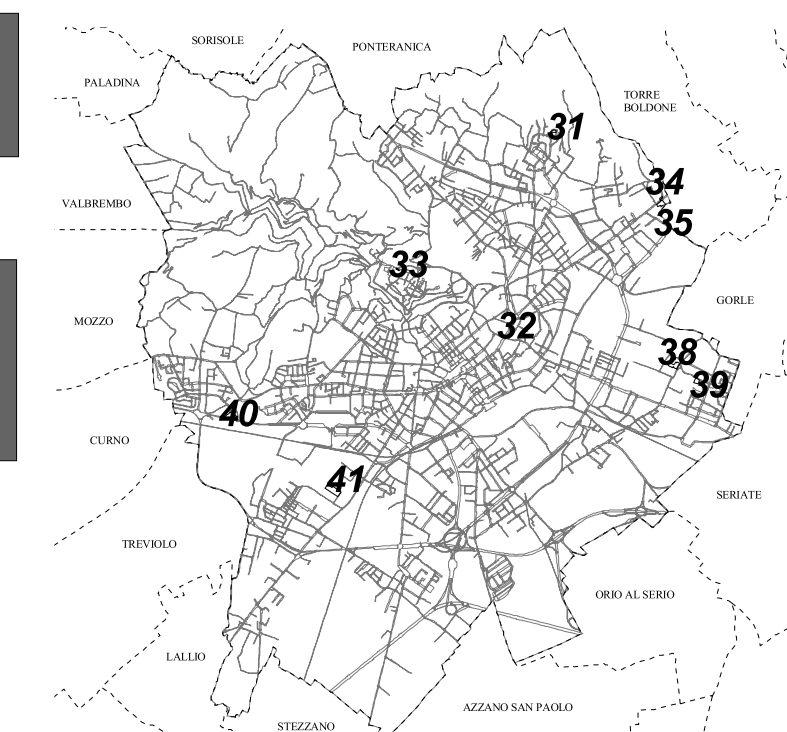 SORISOLE
PONTERANICA
PALADINA
TORRE
BOLDONE
31
34
VALBREMBO
35
33
GORLE
MOZZO
32
38
39
40
CURNO
41
SERIATE
TREVIOLO
ORIO AL SERIO
LALLIO
AZZANO SAN PAOLO
STEZZANO